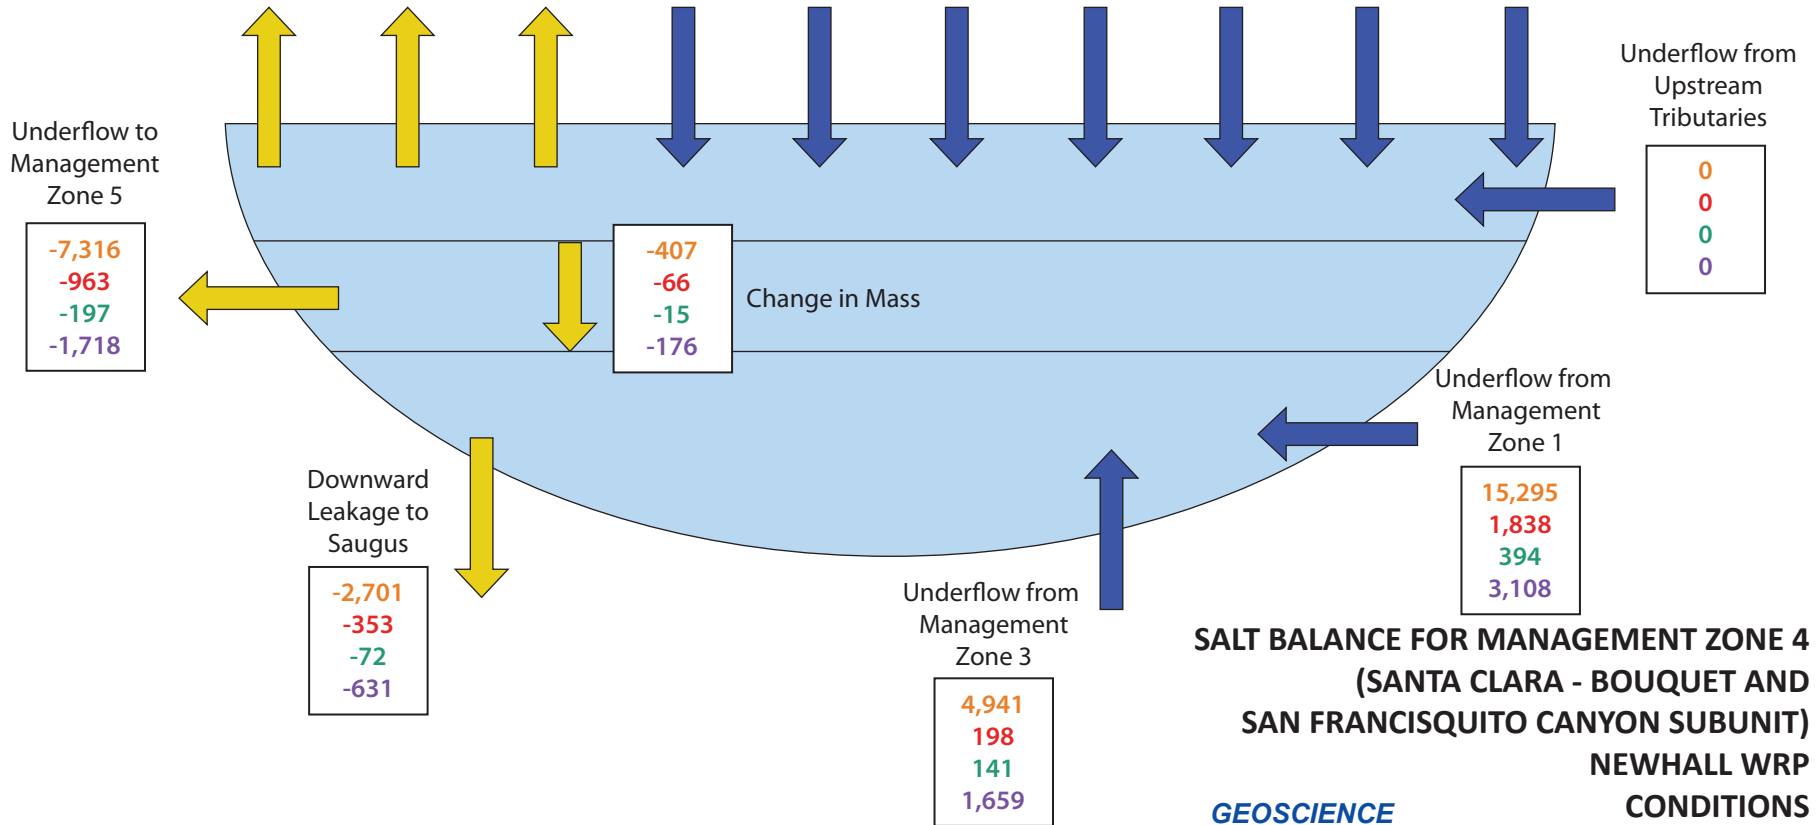 Underflow from
Upstream
Tributaries
0
0
0
0
Underflow to
Management
Zone 5
-7,316
-963
-197
-1,718
-407
-66
-15
-176
Change in Mass
Underflow from
Management
Zone 1
15,295
1,838
394
3,108
Downward
Leakage to
Saugus
-2,701
-353
-72
-631
Underflow from
Management
Zone 3
4,941
198
141
1,659
SALT BALANCE FOR MANAGEMENT ZONE 4
(SANTA CLARA - BOUQUET AND
SAN FRANCISQUITO CANYON SUBUNIT)
NEWHALL WRP
CONDITIONS
GEOSCIENCE